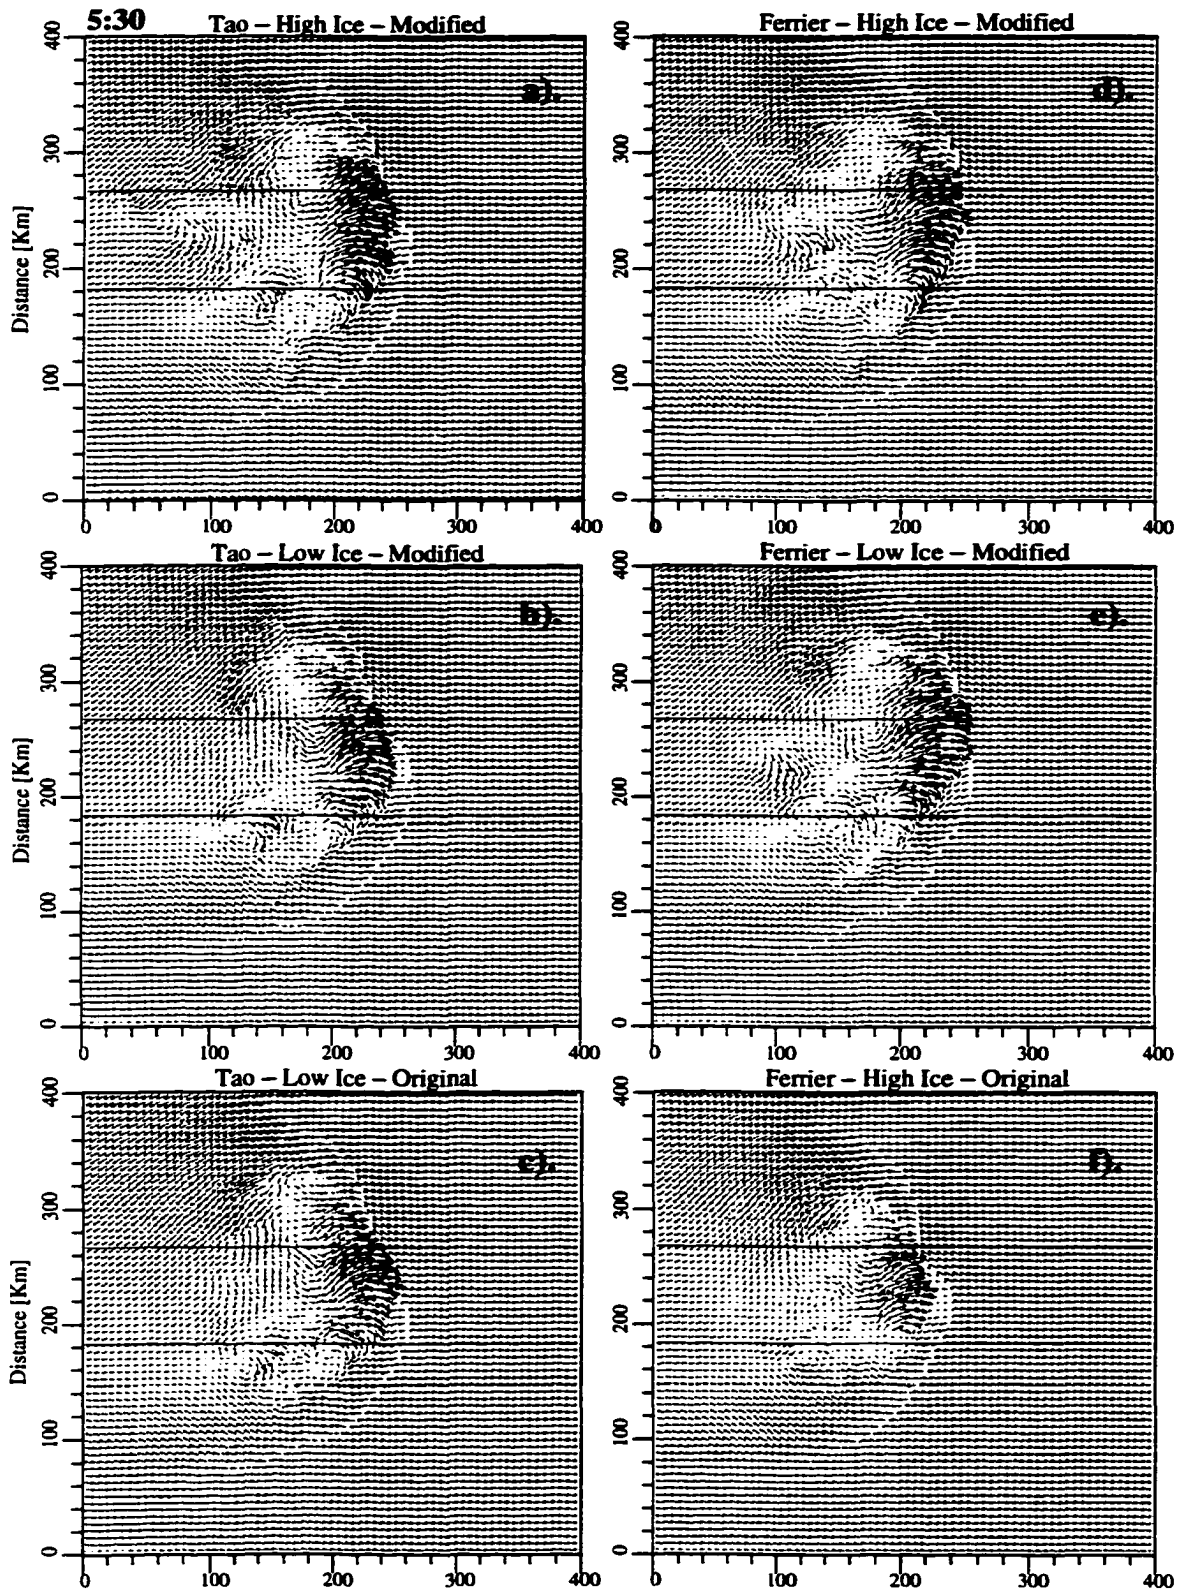 5:30
Tao – High Ice – Modified
Ferrier – High Ice – Modified
a).
d).
Distance [Km]
400
300
200
100
0
400
300
200
100
0
0 100 200 300 400
0 100 200 300 400
Tao – Low Ice – Modified
Ferrier – Low Ice – Modified
b).
e).
Distance [Km]
400
300
200
100
0
400
300
200
100
0
0 100 200 300 400
0 100 200 300 400
Tao – Low Ice – Original
Ferrier – High Ice – Original
c).
f).
Distance [Km]
400
300
200
100
0
400
300
200
100
0
0 100 200 300 400
0 100 200 300 400